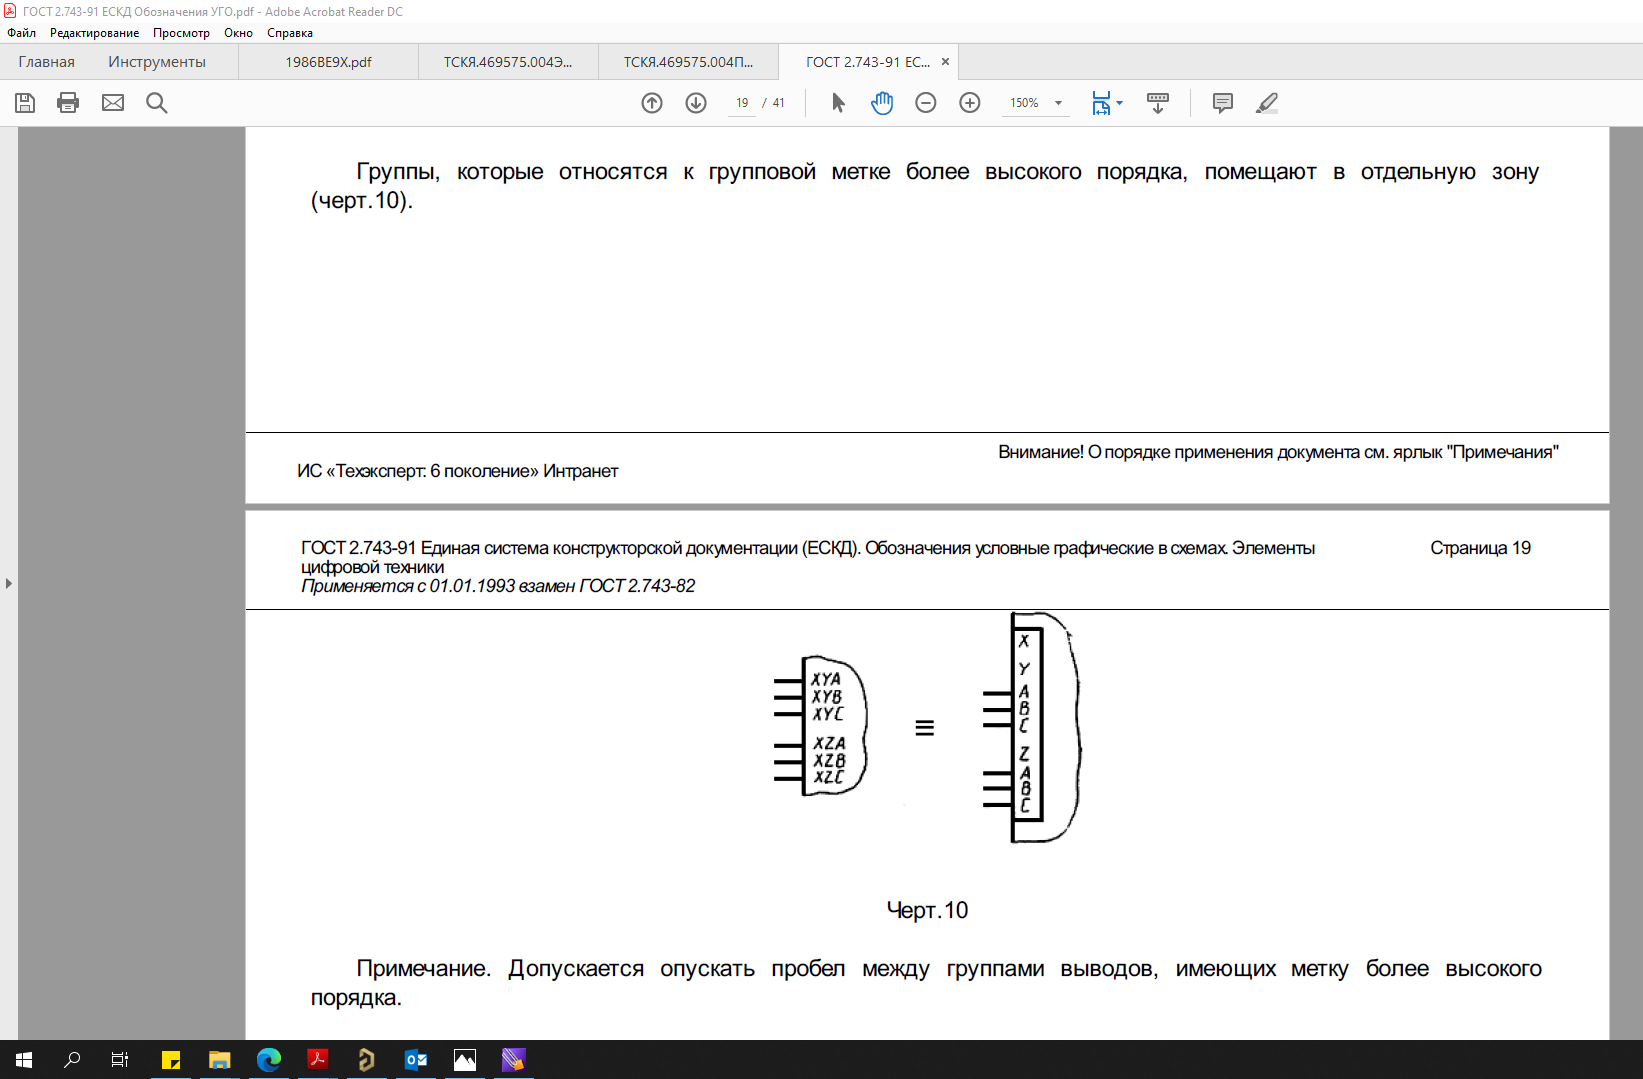 ГОСТ 2.743-91 ЕСКД Обозначения УГО.pdf - Adobe Acrobat Reader DC
Файл Редактирование Просмотр Окно Справка
Главная Инструменты 1986ВЕ9Х.pdf ТСКЯ.469575.004Э... ТСКЯ.469575.004П... ГОСТ 2.743-91 ЕС... ×
19 / 41 150%
Группы, которые относятся к групповой метке более высокого порядка, помещают в отдельную зону
(черт.10).
Внимание! О порядке применения документа см. ярлык "Примечания"
ИС «Техэксперт: 6 поколение» Интранет
ГОСТ 2.743-91 Единая система конструкторской документации (ЕСКД). Обозначения условные графические в схемах. Элементы Страница 19
цифровой техники
Применяется с 01.01.1993 взамен ГОСТ 2.743-82
XYA
XYB
XYC
XZA
XZB
XZC
≡
X
Y
A
B
C
Z
A
B
C
Черт.10
Примечание. Допускается опускать пробел между группами выводов, имеющих метку более высокого
порядка.